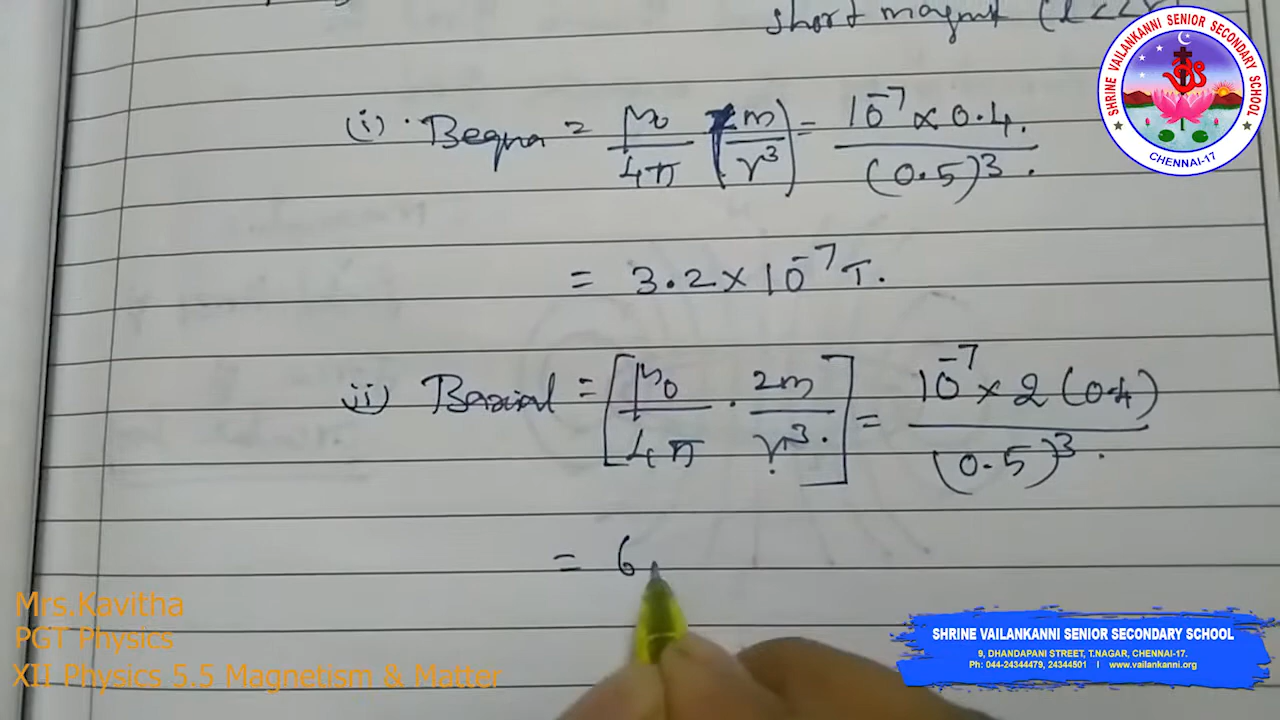 short magnet (l <<
(i) . Bequa = μ0/4π (2m/r³) = 10⁻⁷ × 0.4. / (0.5)³.
= 3.2 × 10⁻⁷ T.
ii) Baxial = [μ0/4π . 2m/r³.] = 10⁻⁷ × 2 (0.4) / (0.5)³.
= 6.
SHRINE VAILANKANNI SENIOR SECONDARY SCHOOL
CHENNAI-17
Mrs.Kavitha
PGT Physics
XII Physics 5.5 Magnetism & Matter
SHRINE VAILANKANNI SENIOR SECONDARY SCHOOL
9, DHANDAPANI STREET, T.NAGAR, CHENNAI-17.
Ph: 044-24344479, 24344501 | www.vailankanni.org